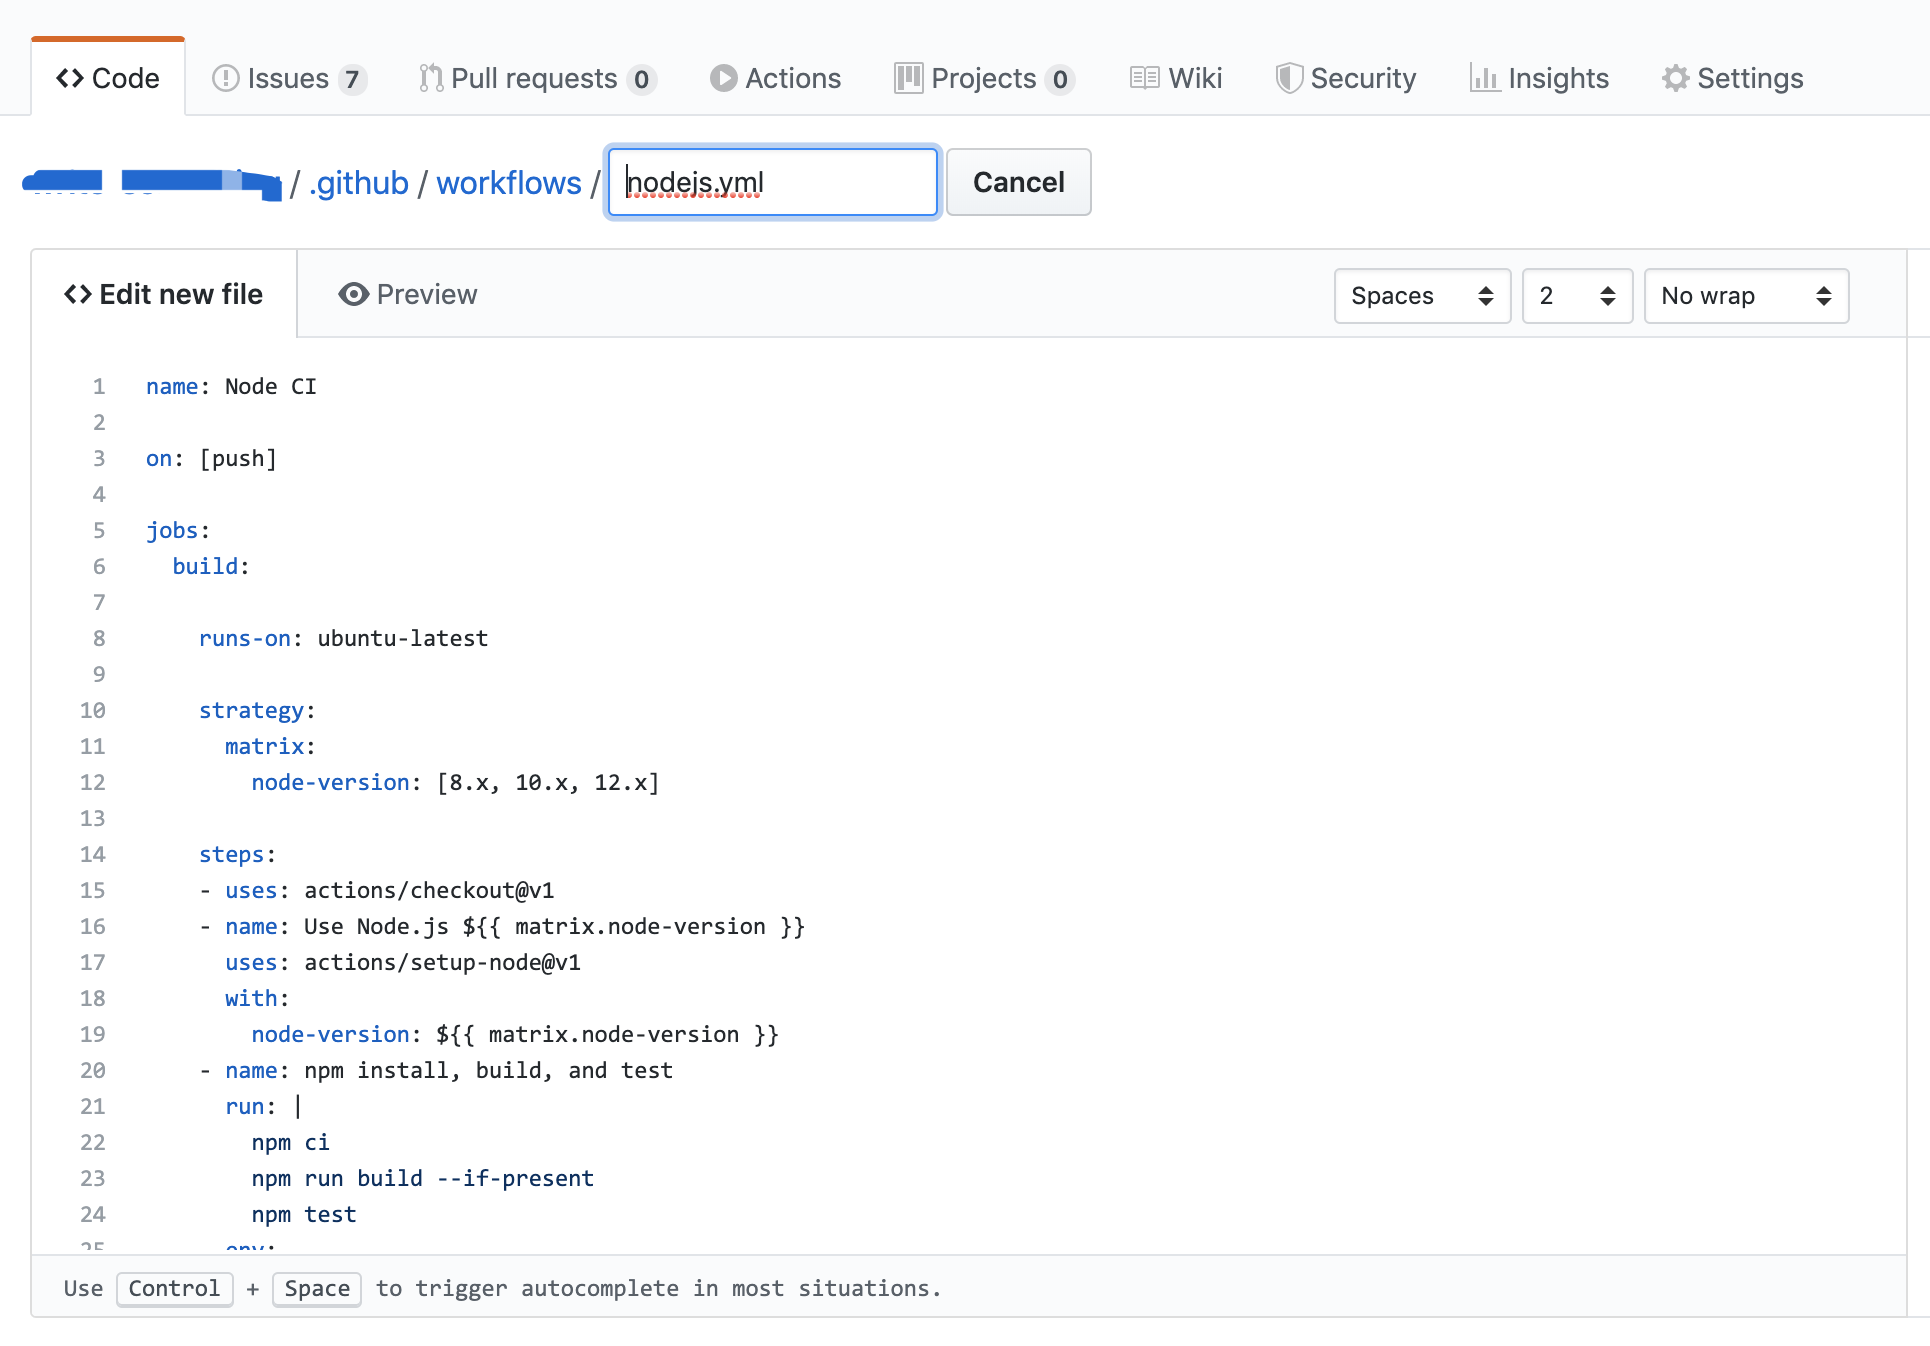 Code Issues 7 Pull requests 0 Actions Projects 0 Wiki Security Insights Settings
/ .github / workflows / nodejs.yml Cancel
Edit new file Preview Spaces 2 No wrap
1 name: Node CI
2
3 on: [push]
4
5 jobs:
6 build:
7
8 runs-on: ubuntu-latest
9
10 strategy:
11 matrix:
12 node-version: [8.x, 10.x, 12.x]
13
14 steps:
15 - uses: actions/checkout@v1
16 - name: Use Node.js ${{ matrix.node-version }}
17 uses: actions/setup-node@v1
18 with:
19 node-version: ${{ matrix.node-version }}
20 - name: npm install, build, and test
21 run: |
22 npm ci
23 npm run build --if-present
24 npm test
25 env:
Use Control + Space to trigger autocomplete in most situations.